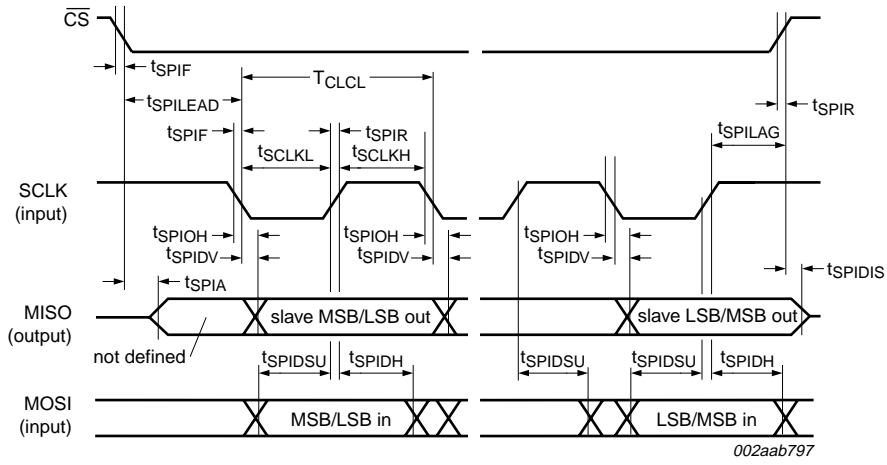 CS
tSPIF
TCLCL
tSPILEAD
tSPIR
tSPIF
tSPIR
tSPILAG
tSCLKL
tSCLKH
SCLK
(input)
tSPIOH
tSPIOH
tSPIOH
tSPIDV
tSPIDV
tSPIDV
tSPIA
tSPIDIS
MISO
(output)
slave MSB/LSB out
slave LSB/MSB out
not defined
tSPIDSU
tSPIDH
tSPIDSU
tSPIDSU
tSPIDH
MOSI
(input)
MSB/LSB in
LSB/MSB in
002aab797